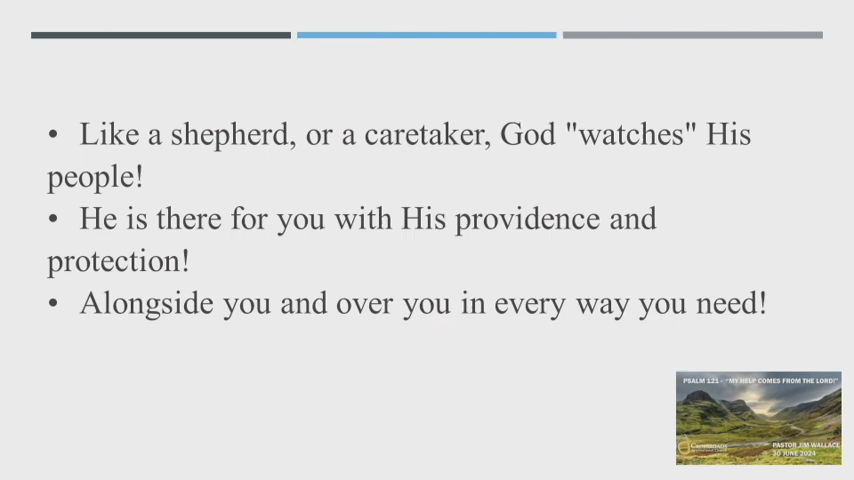 • Like a shepherd, or a caretaker, God "watches" His
people!
• He is there for you with His providence and
protection!
• Alongside you and over you in every way you need!
PSALM 121 - "MY HELP COMES FROM THE LORD!"
CROSSROADS
PASTOR JIM WALLACE
30 JUNE 2024